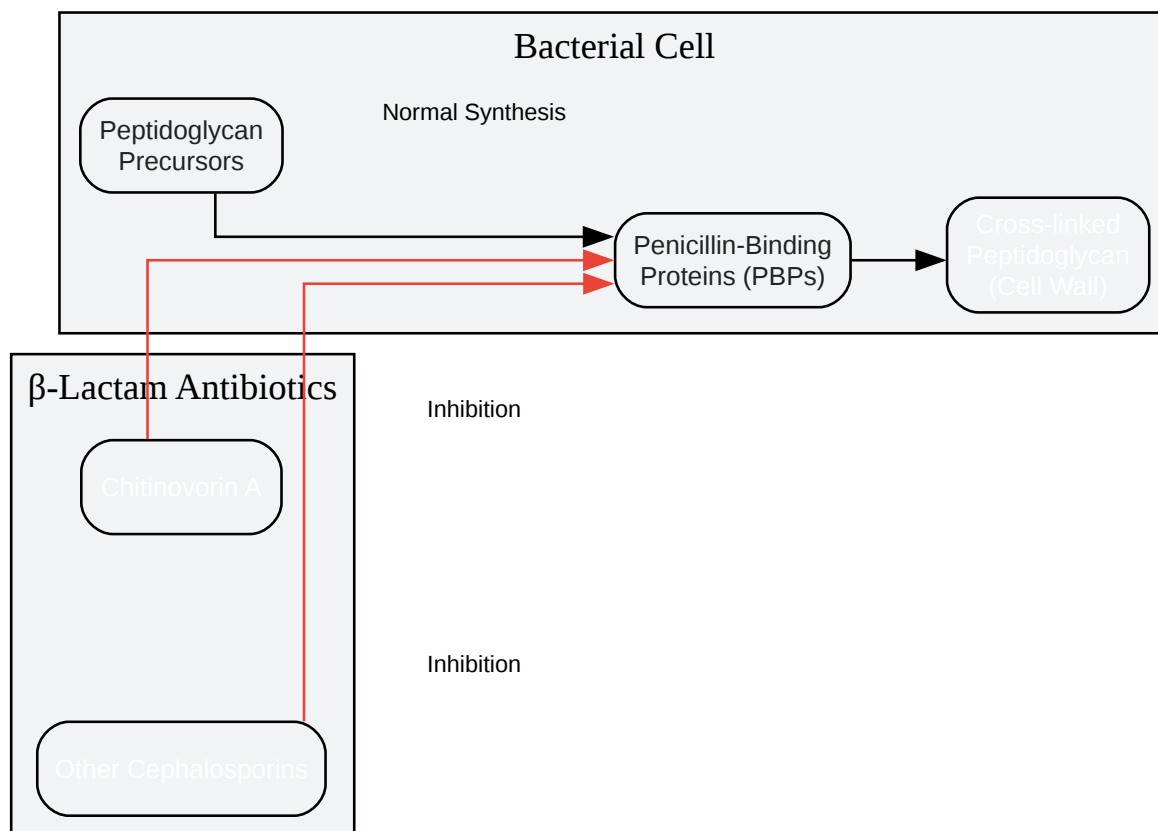 Bacterial Cell
Normal Synthesis
Peptidoglycan
Precursors
Penicillin-Binding
Proteins (PBPs)
Cross-linked
Peptidoglycan
(Cell Wall)
β-Lactam Antibiotics
Inhibition
Chitinovorin A
Inhibition
Other Cephalosporins